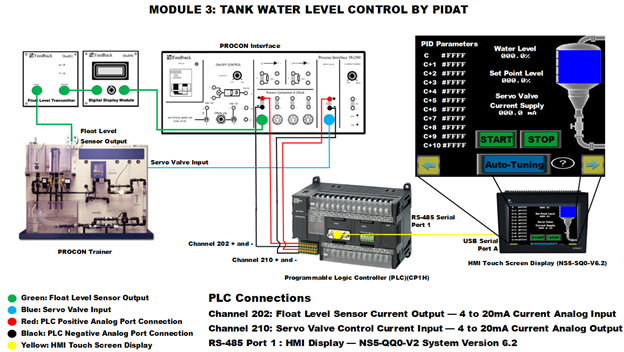 MODULE 3: TANK WATER LEVEL CONTROL BY PIDAT
PROCON Interface
Feedback
Feedback
Feedback
Process Interface 38-200
Float Level Transmitter
Digital Display Module
Float Level
Sensor Output
Servo Valve Input
PROCON Trainer
Channel 202 + and -
Channel 210 + and -
Programmable Logic Controller (PLC)(CP1H)
RS-485 Serial
Port 1
USB Serial
Port A
HMI Touch Screen Display (NS5-SQ0-V6.2)
PID Parameters
C #FFFF
C+1 #FFFF
C+2 #FFFF
C+3 #FFFF
C+4 #FFFF
C+5 #FFFF
C+6 #FFFF
C+7 #FFFF
C+8 #FFFF
C+9 #FFFF
C+10 #FFFF
Water Level
000.0%
Set Point Level
000.0%
Servo Valve
Current Supply
000.0 mA
START
STOP
Auto-Tuning
?
Green: Float Level Sensor Output
Blue: Servo Valve Input
Red: PLC Positive Analog Port Connection
Black: PLC Negative Analog Port Connection
Yellow: HMI Touch Screen Display
PLC Connections
Channel 202: Float Level Sensor Current Output — 4 to 20mA Current Analog Input
Channel 210: Servo Valve Control Current Input — 4 to 20mA Current Analog Output
RS-485 Port 1 : HMI Display — NS5-QQ0-V2 System Version 6.2